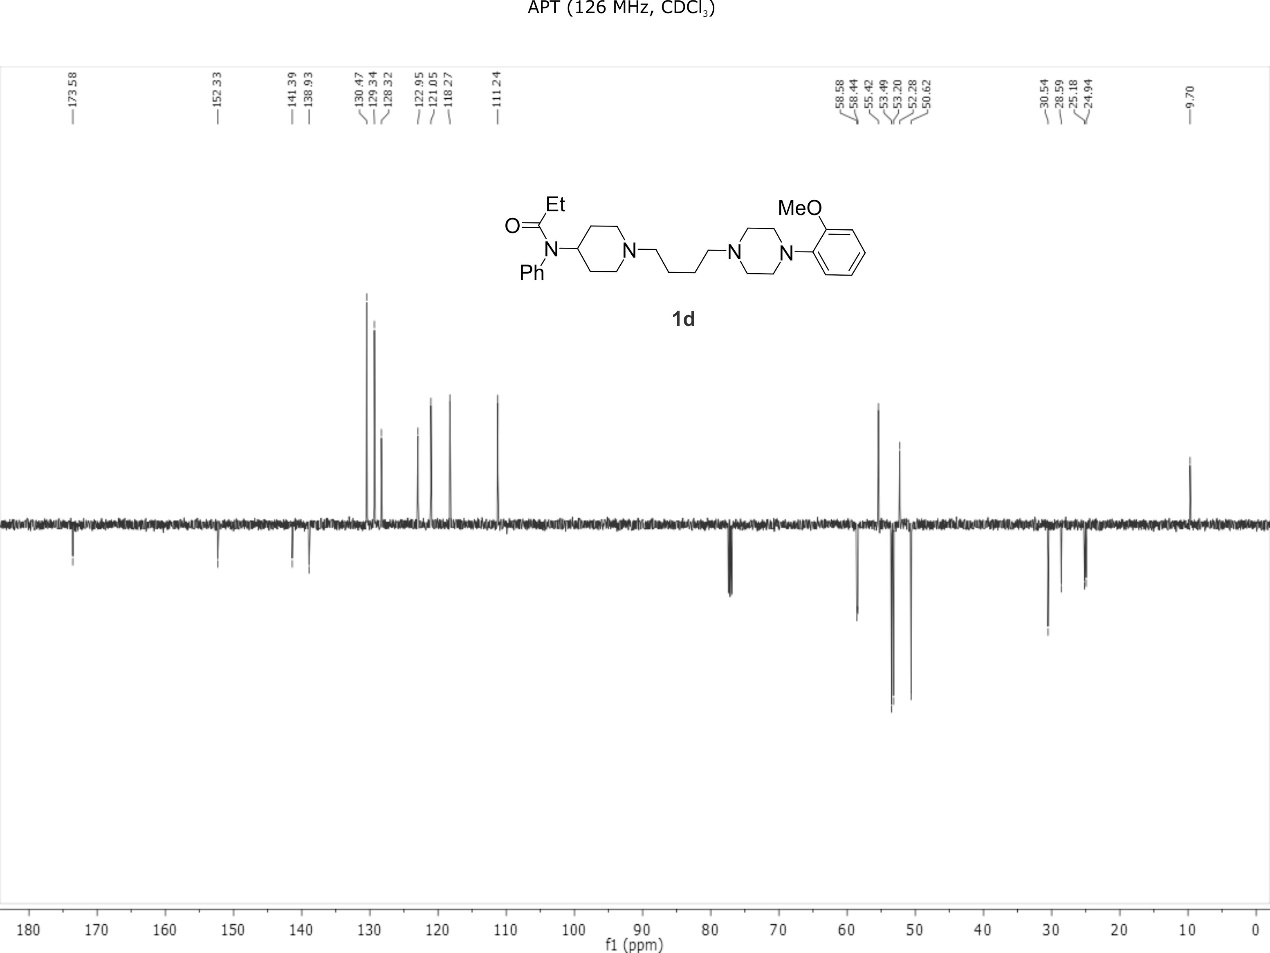 APT (126 MHz, CDCl₃)
173.58
152.33
141.39
138.93
130.47
129.34
128.32
122.95
121.05
118.27
111.24
58.58
58.44
55.42
53.49
53.20
52.28
50.62
30.54
28.59
25.18
24.94
9.70
Et
MeO
O
N
N
N
N
Ph
1d
180 170 160 150 140 130 120 110 100 90 80 70 60 50 40 30 20 10 0
f1 (ppm)